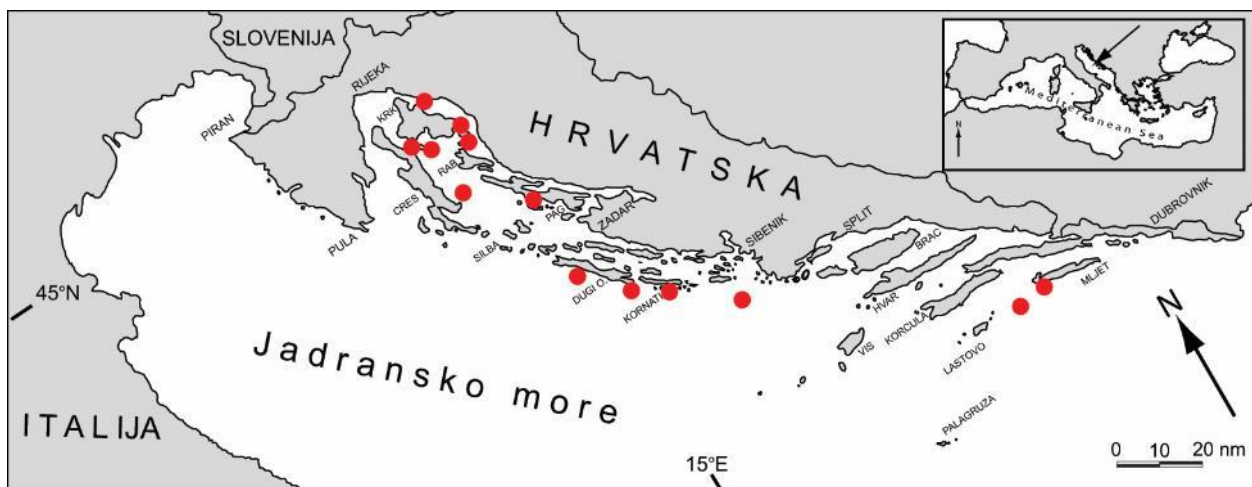 SLOVENIJA
RIJEKA
PIRAN
KRK
HRVATSKA
RAB
CRES
PAG
ZADAR
PULA
SILBA
SIBENIK
SPLIT
BRAC
DUBROVNIK
DUGI O.
KORNATI
HVAR
KORCULA
MLJET
VIS
LASTOVO
PALAGRUZA
45°N
Jadransko more
ITALIJA
15°E
N
0 10 20 nm
Mediterranean Sea
N